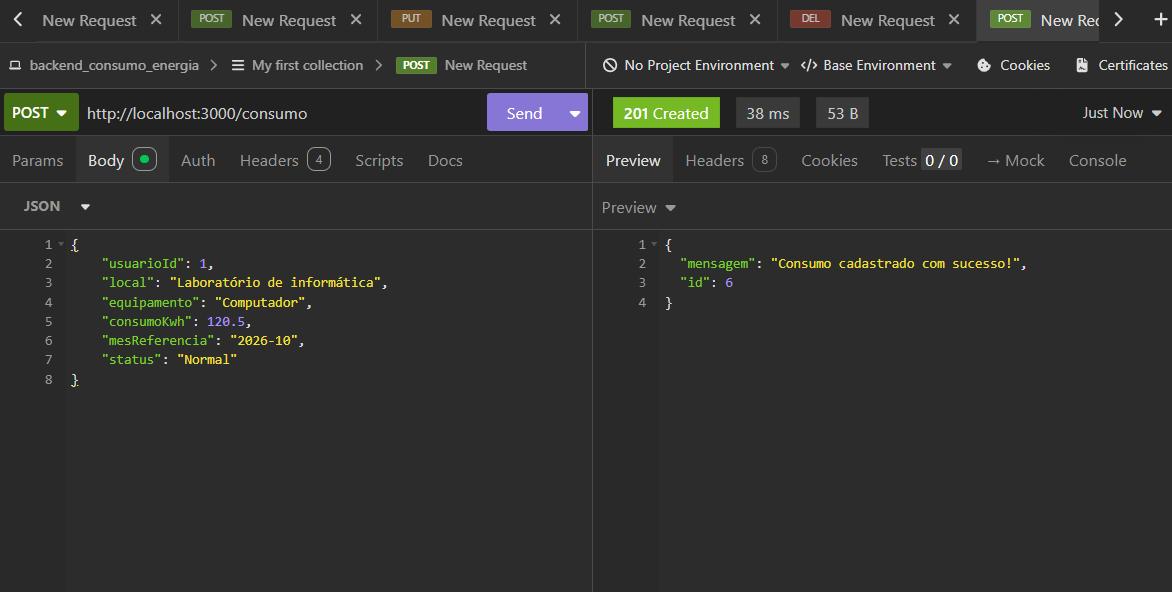 New Request POST New Request PUT New Request POST New Request DEL New Request POST New Rec
backend_consumo_energia My first collection POST New Request No Project Environment </> Base Environment Cookies Certificates
POST http://localhost:3000/consumo Send 201 Created 38 ms 53 B Just Now
Params Body Auth Headers 4 Scripts Docs Preview Headers 8 Cookies Tests 0 / 0 → Mock Console
JSON Preview
1 {
2 "usuarioId": 1,
3 "local": "Laboratório de informática",
4 "equipamento": "Computador",
5 "consumoKwh": 120.5,
6 "mesReferencia": "2026-10",
7 "status": "Normal"
8 }
1 {
2 "mensagem": "Consumo cadastrado com sucesso!",
3 "id": 6
4 }